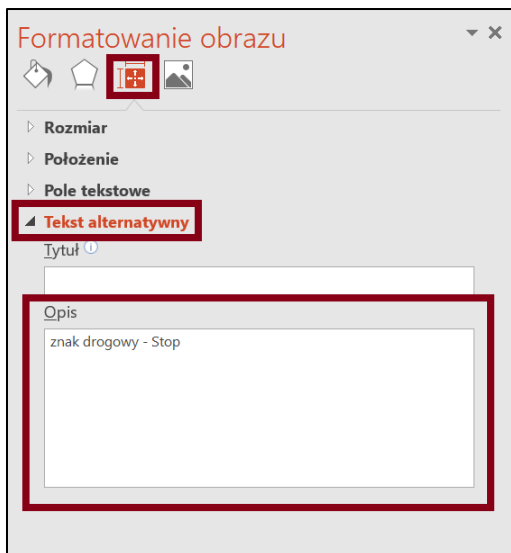 Formatowanie obrazu
Rozmiar
Położenie
Pole tekstowe
Tekst alternatywny
Tytuł
Opis
znak drogowy - Stop